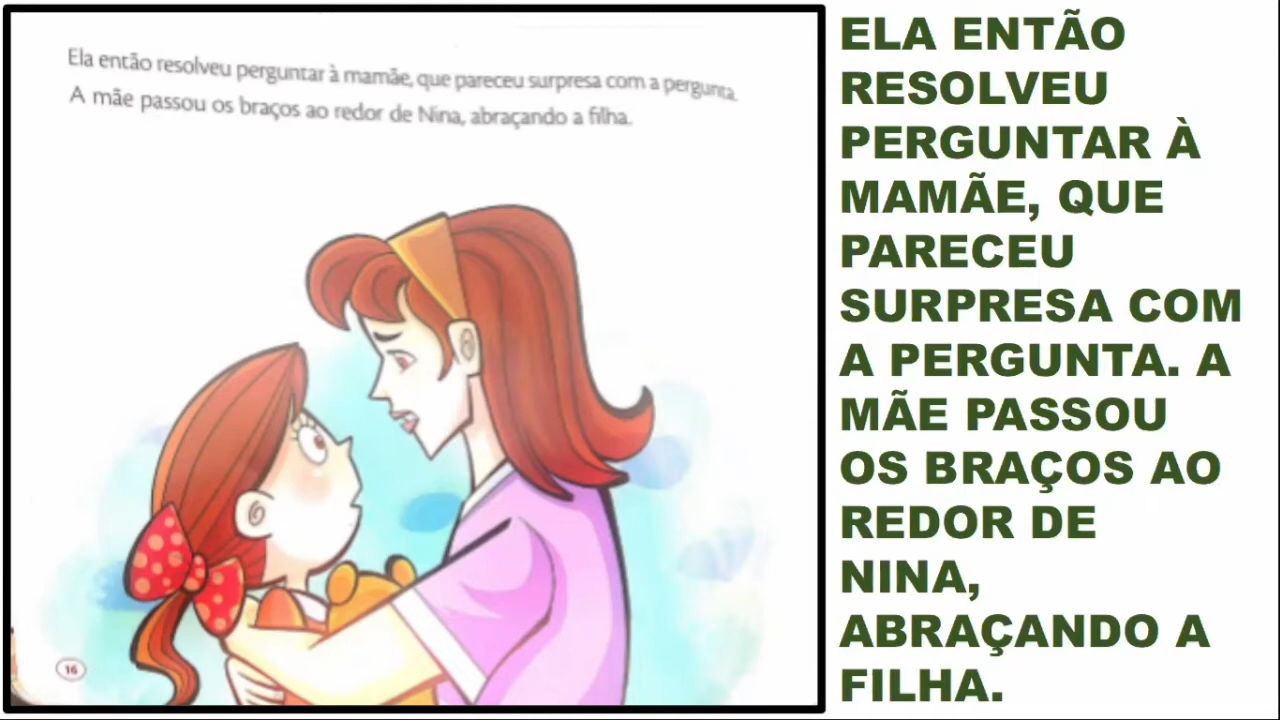 Ela então resolveu perguntar à mamãe, que pareceu surpresa com a pergunta.
A mãe passou os braços ao redor de Nina, abraçando a filha.
16
ELA ENTÃO
RESOLVEU
PERGUNTAR À
MAMÃE, QUE
PARECEU
SURPRESA COM
A PERGUNTA. A
MÃE PASSOU
OS BRAÇOS AO
REDOR DE
NINA,
ABRAÇANDO A
FILHA.